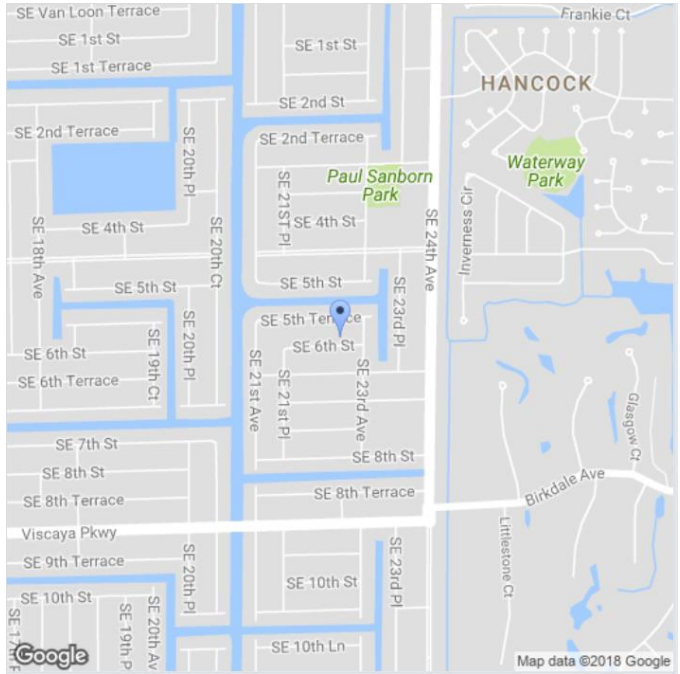 SE Van Loon Terrace
Frankie Ct
SE 1st St
SE 1st St
SE 1st Terrace
HANCOCK
SE 2nd St
SE 2nd Terrace
SE 2nd Terrace
SE 20th Pl
Paul Sanborn
Park
Waterway
Park
SE 21ST Pl
SE 18th Ave
SE 20th Ct
SE 4th St
SE 4th St
SE 24th Ave
Inverness Cir
SE 5th St
SE 5th St
SE 23rd Pl
SE 5th Terrace
SE 20th Pl
SE 6th St
SE 6th St
SE 19th Ct
SE 6th Terrace
SE 21st Ave
SE 21st Pl
SE 23rd Ave
Glasgow Ct
SE 7th St
SE 8th St
SE 8th St
SE 8th Terrace
SE 8th Terrace
Birkdale Ave
Viscaya Pkwy
Littlestone Ct
SE 9th Terrace
SE 20th Pl
SE 23rd Pl
SE 10th St
SE 10th St
SE 19th P
SE 20th Av
SE 10th Ln
Google
Map data ©2018 Google